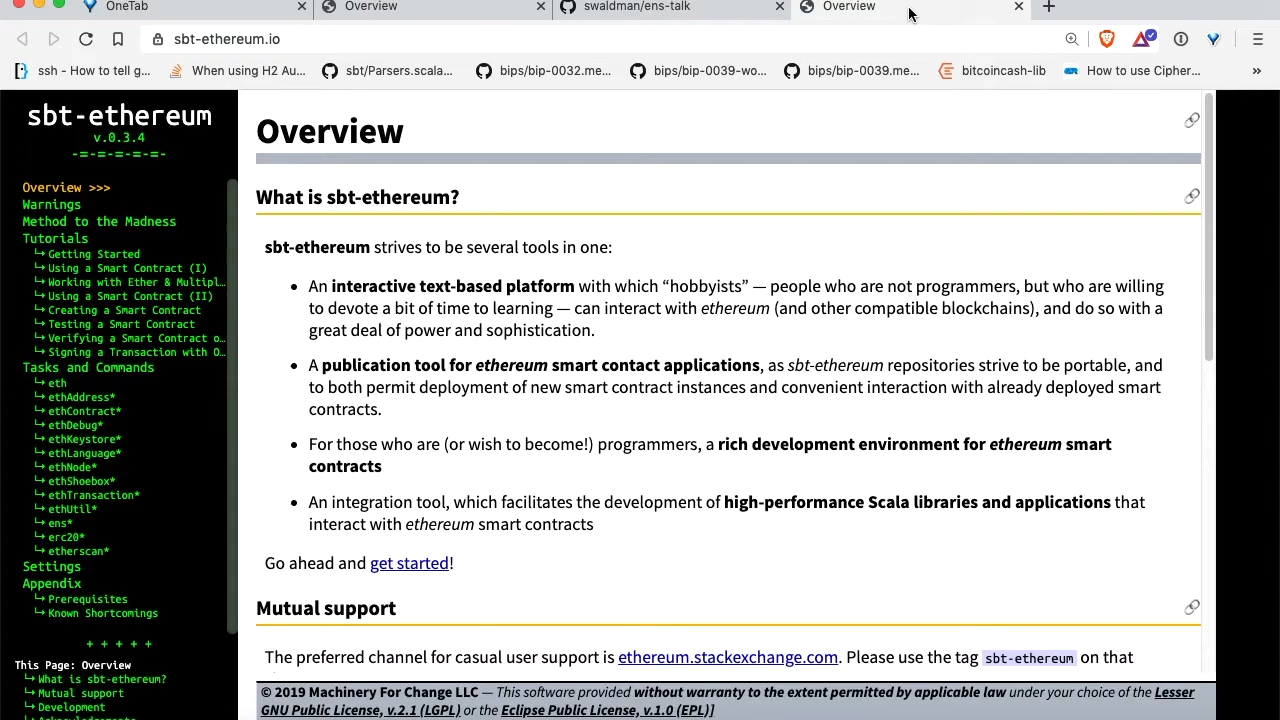 OneTab
Overview
swaldman/ens-talk
Overview
sbt-ethereum.io
ssh - How to tell g...
When using H2 Au...
sbt/Parsers.scala...
bips/bip-0032.me...
bips/bip-0039-wo...
bips/bip-0039.me...
bitcoincash-lib
How to use Cipher...
»
sbt-ethereum
v.0.3.4
-=-=-=-=-=-
Overview >>>
Warnings
Method to the Madness
Tutorials
Getting Started
Using a Smart Contract (I)
Working with Ether & Multipl…
Using a Smart Contract (II)
Creating a Smart Contract
Testing a Smart Contract
Verifying a Smart Contract o…
Signing a Transaction with O…
Tasks and Commands
eth
ethAddress*
ethContract*
ethDebug*
ethKeystore*
ethLanguage*
ethNode*
ethShoebox*
ethTransaction*
ethUtil*
ens*
erc20*
etherscan*
Settings
Appendix
Prerequisites
Known Shortcomings
+ + + + +
This Page: Overview
What is sbt-ethereum?
Mutual support
Development
Acknowledgements
Overview
What is sbt-ethereum?
sbt-ethereum strives to be several tools in one:
• An interactive text-based platform with which “hobbyists” — people who are not programmers, but who are willing
to devote a bit of time to learning — can interact with ethereum (and other compatible blockchains), and do so with a
great deal of power and sophistication.
• A publication tool for ethereum smart contact applications, as sbt-ethereum repositories strive to be portable, and
to both permit deployment of new smart contract instances and convenient interaction with already deployed smart
contracts.
• For those who are (or wish to become!) programmers, a rich development environment for ethereum smart
contracts
• An integration tool, which facilitates the development of high-performance Scala libraries and applications that
interact with ethereum smart contracts
Go ahead and get started!
Mutual support
The preferred channel for casual user support is ethereum.stackexchange.com. Please use the tag sbt-ethereum on that
© 2019 Machinery For Change LLC — This software provided without warranty to the extent permitted by applicable law under your choice of the Lesser
GNU Public License, v.2.1 (LGPL) or the Eclipse Public License, v.1.0 (EPL)]